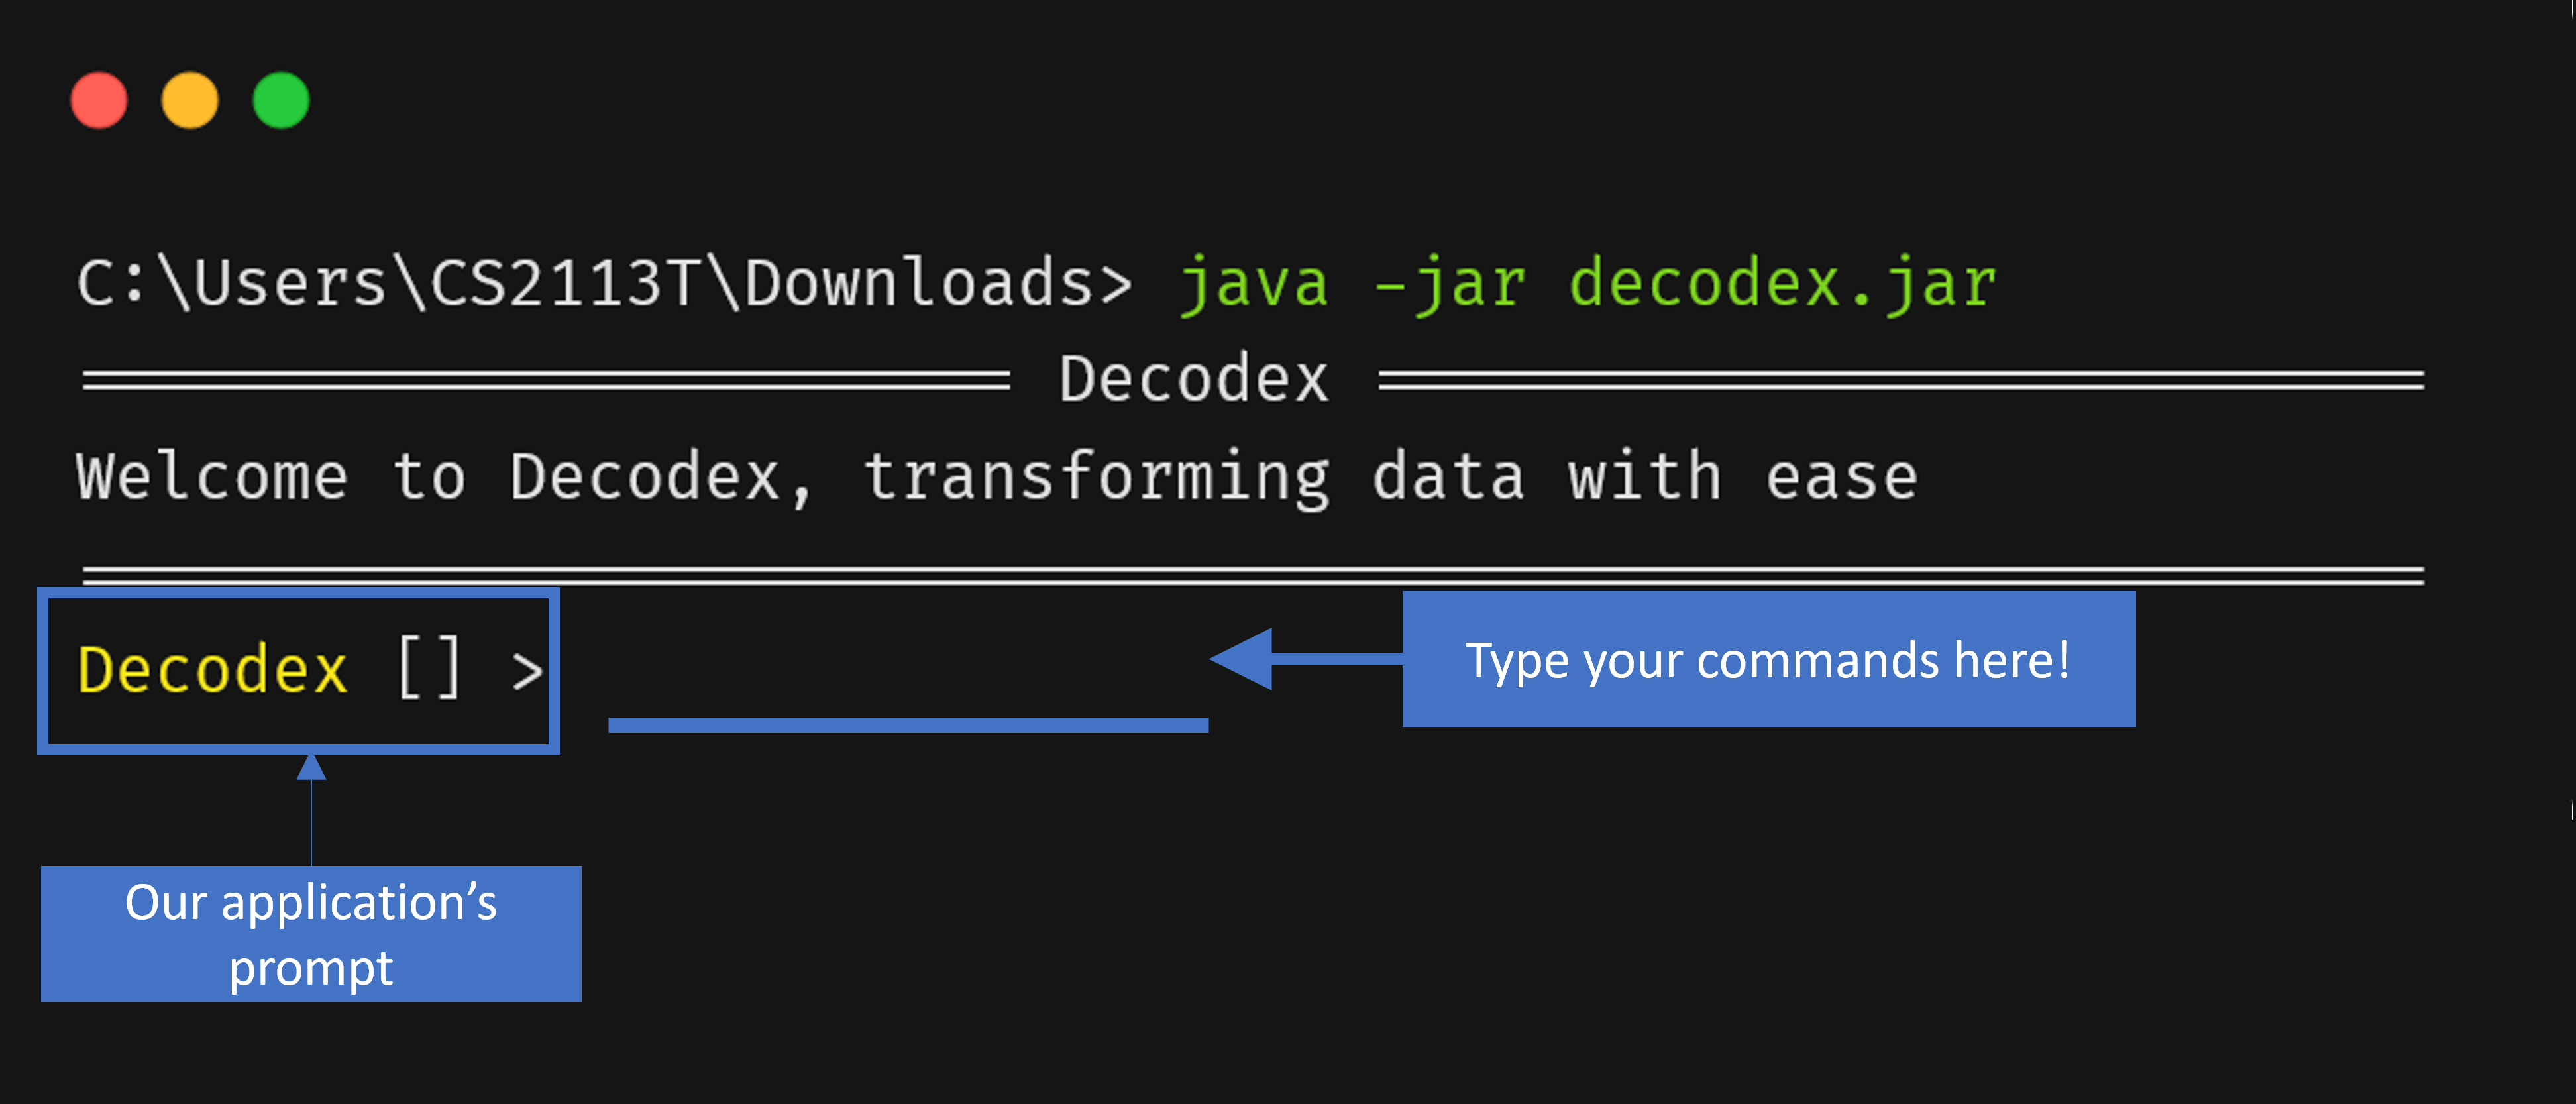 C:\Users\CS2113T\Downloads> java -jar decodex.jar
Decodex
Welcome to Decodex, transforming data with ease
Decodex [] >
Type your commands here!
Our application’s
prompt